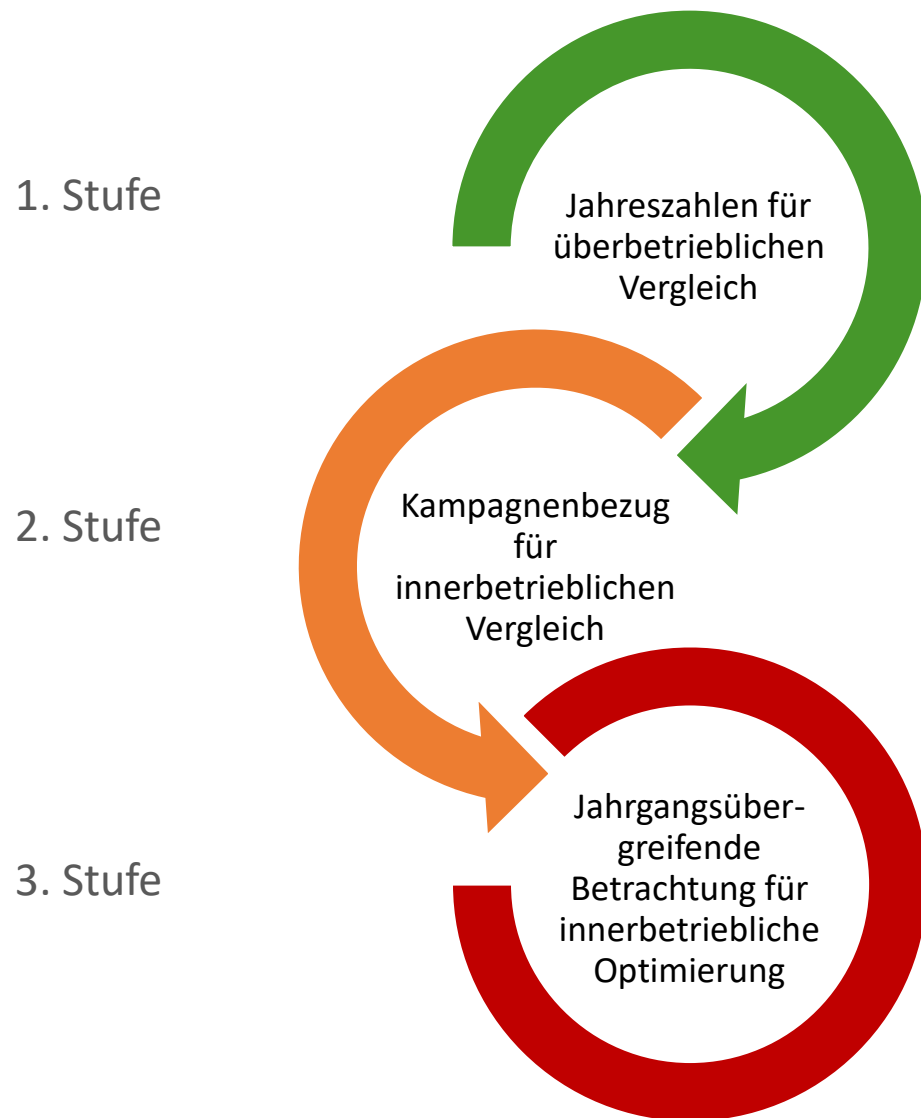 1. Stufe
Jahreszahlen für
überbetrieblichen
Vergleich
2. Stufe
Kampagnenbezug
für
innerbetrieblichen
Vergleich
3. Stufe
Jahrgangsüber-
greifende
Betrachtung für
innerbetriebliche
Optimierung